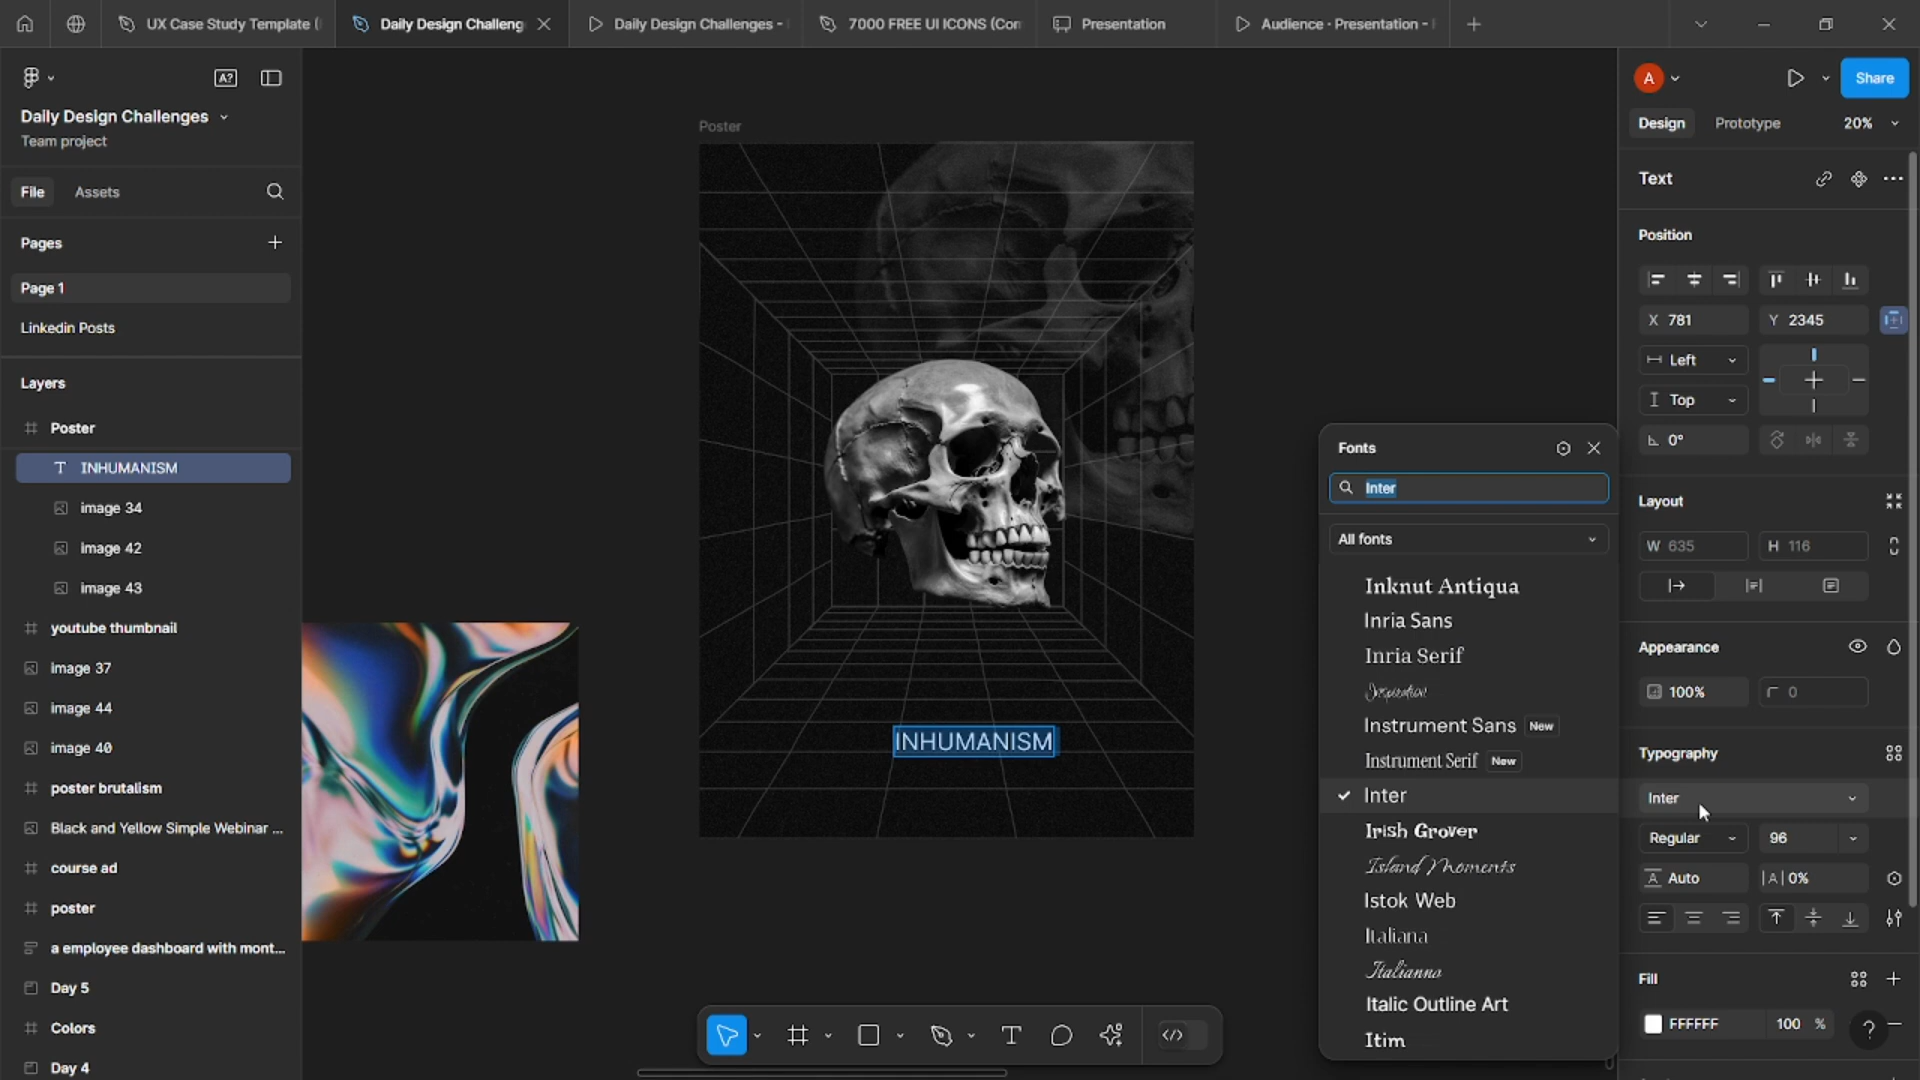 UX Case Study Template (
Daily Design Challeng
Daily Design Challenges -
7000 FREE UI ICONS (Con
Presentation
Audience · Presentation -
A?
Daily Design Challenges
Team project
File
Assets
Pages
Page 1
Linkedin Posts
Layers
Poster
T INHUMANISM
image 34
image 42
image 43
youtube thumbnail
image 37
image 44
image 40
poster brutalism
Black and Yellow Simple Webinar ...
course ad
poster
a employee dashboard with mont...
Day 5
Colors
Day 4
Poster
INHUMANISM
Fonts
Inter
All fonts
Inknut Antiqua
Inria Sans
Inria Serif
Inspiration
Instrument Sans New
Instrument Serif New
Inter
Irish Grover
Island Moments
Istok Web
Italiana
Italianno
Italic Outline Art
Itim
A
Share
Design
Prototype
20%
Text
Position
X 781
Y 2345
Left
Top
0°
Layout
W 635
H 116
Appearance
100%
0
Typography
Inter
Regular
96
A Auto
|A| 0%
Fill
FFFFFF
100 %
?